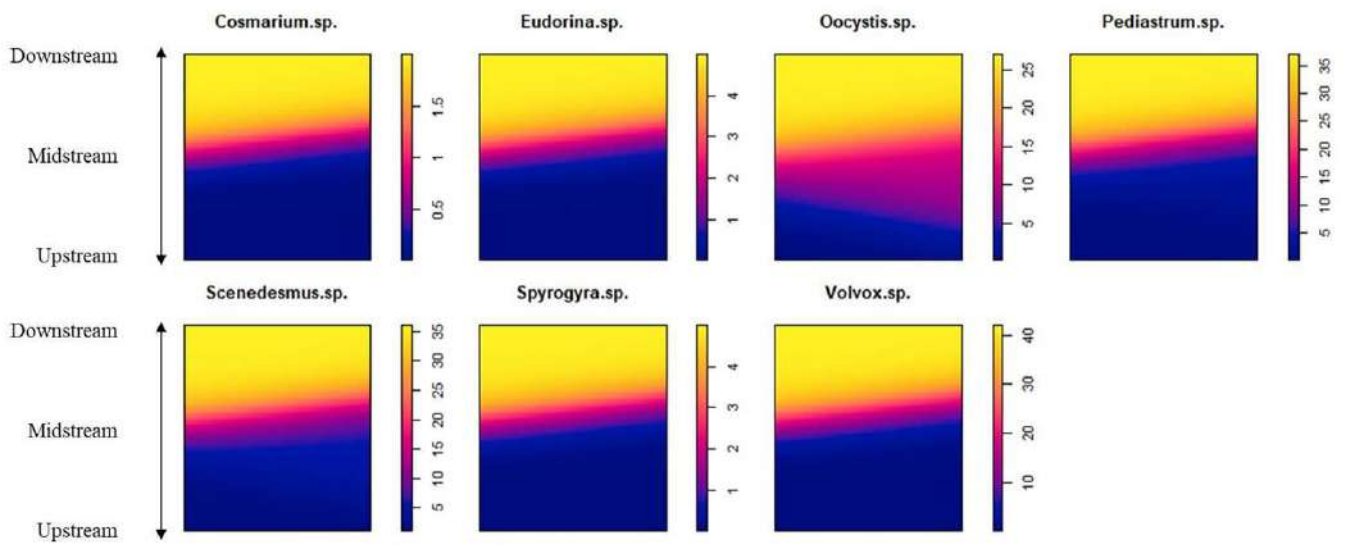 Cosmarium.sp. Eudorina.sp. Oocystis.sp. Pediastrum.sp.
Downstream
Midstream
Upstream
0.5 1 1.5
1 2 3 4
5 10 15 20 25
5 10 15 20 25 30 35
Scenedesmus.sp. Spyrogyra.sp. Volvox.sp.
Downstream
Midstream
Upstream
5 10 15 20 25 30 35
1 2 3 4
10 20 30 40